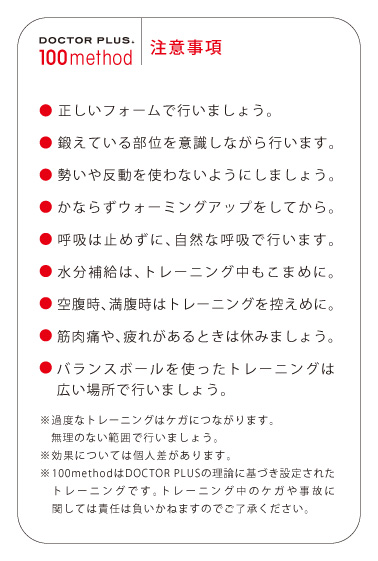 DOCTOR PLUS.
100method
注意事項
● 正しいフォームで行いましょう。
● 鍛えている部位を意識しながら行います。
● 勢いや反動を使わないようにしましょう。
● かならずウォーミングアップをしてから。
● 呼吸は止めずに、自然な呼吸で行います。
● 水分補給は、トレーニング中もこまめに。
● 空腹時、満腹時はトレーニングを控えめに。
● 筋肉痛や、疲れがあるときは休みましょう。
● バランスボールを使ったトレーニングは
広い場所で行いましょう。
※過度なトレーニングはケガにつながります。
無理のない範囲で行いましょう。
※効果については個人差があります。
※100methodはDOCTOR PLUSの理論に基づき設定された
トレーニングです。トレーニング中のケガや事故に
関しては責任は負いかねますのでご了承ください。